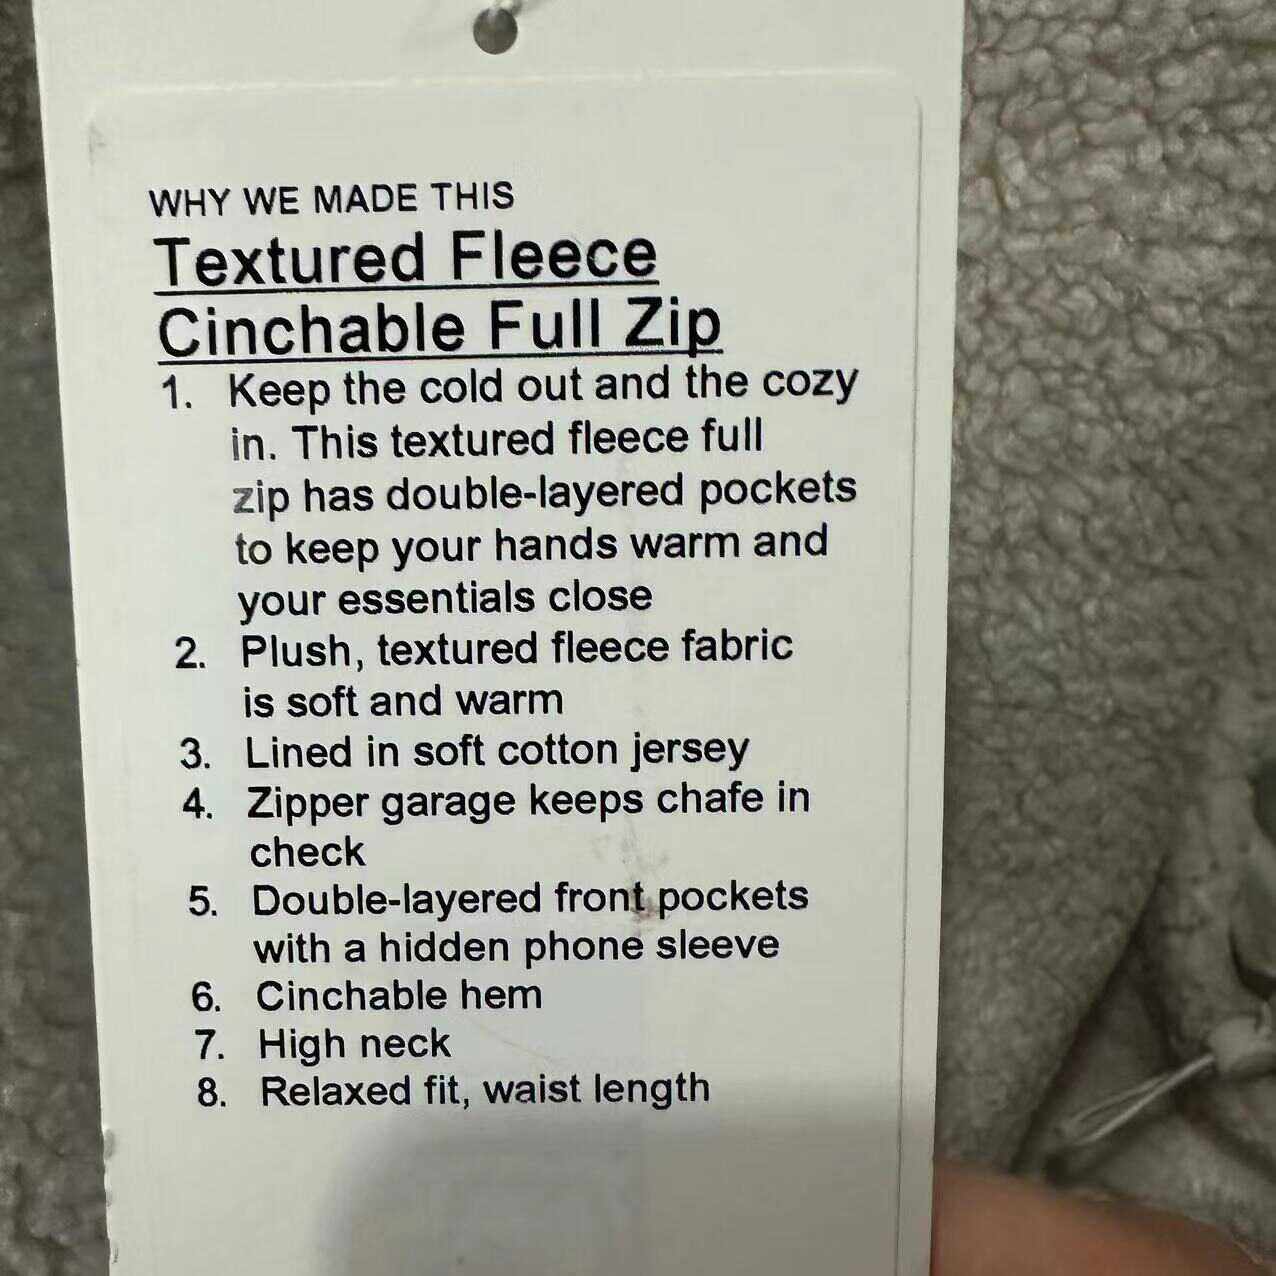 WHY WE MADE THIS
Textured Fleece
Cinchable Full Zip
1. Keep the cold out and the cozy
in. This textured fleece full
zip has double-layered pockets
to keep your hands warm and
your essentials close
2. Plush, textured fleece fabric
is soft and warm
3. Lined in soft cotton jersey
4. Zipper garage keeps chafe in
check
5. Double-layered front pockets
with a hidden phone sleeve
6. Cinchable hem
7. High neck
8. Relaxed fit, waist length